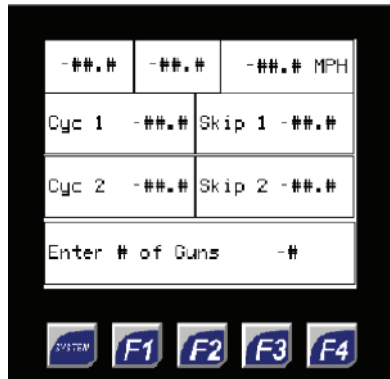 -##.# -##.# -##.# MPH
Cyc 1 -##.# Skip 1 -##.#
Cyc 2 -##.# Skip 2 -##.#
Enter # of Guns -#
SYSTEM F1 F2 F3 F4